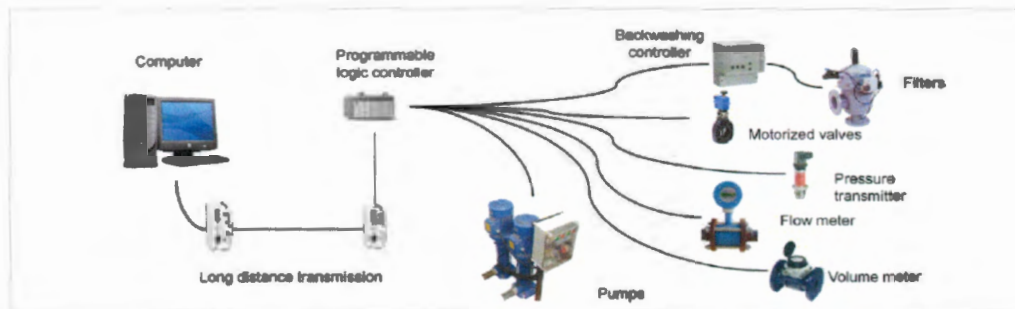 Computer
Programmable
logic controller
Backwashing
controller
Filters
Motorized valves
Pressure
transmitter
Flow meter
Volume meter
Long distance transmission
Pumps